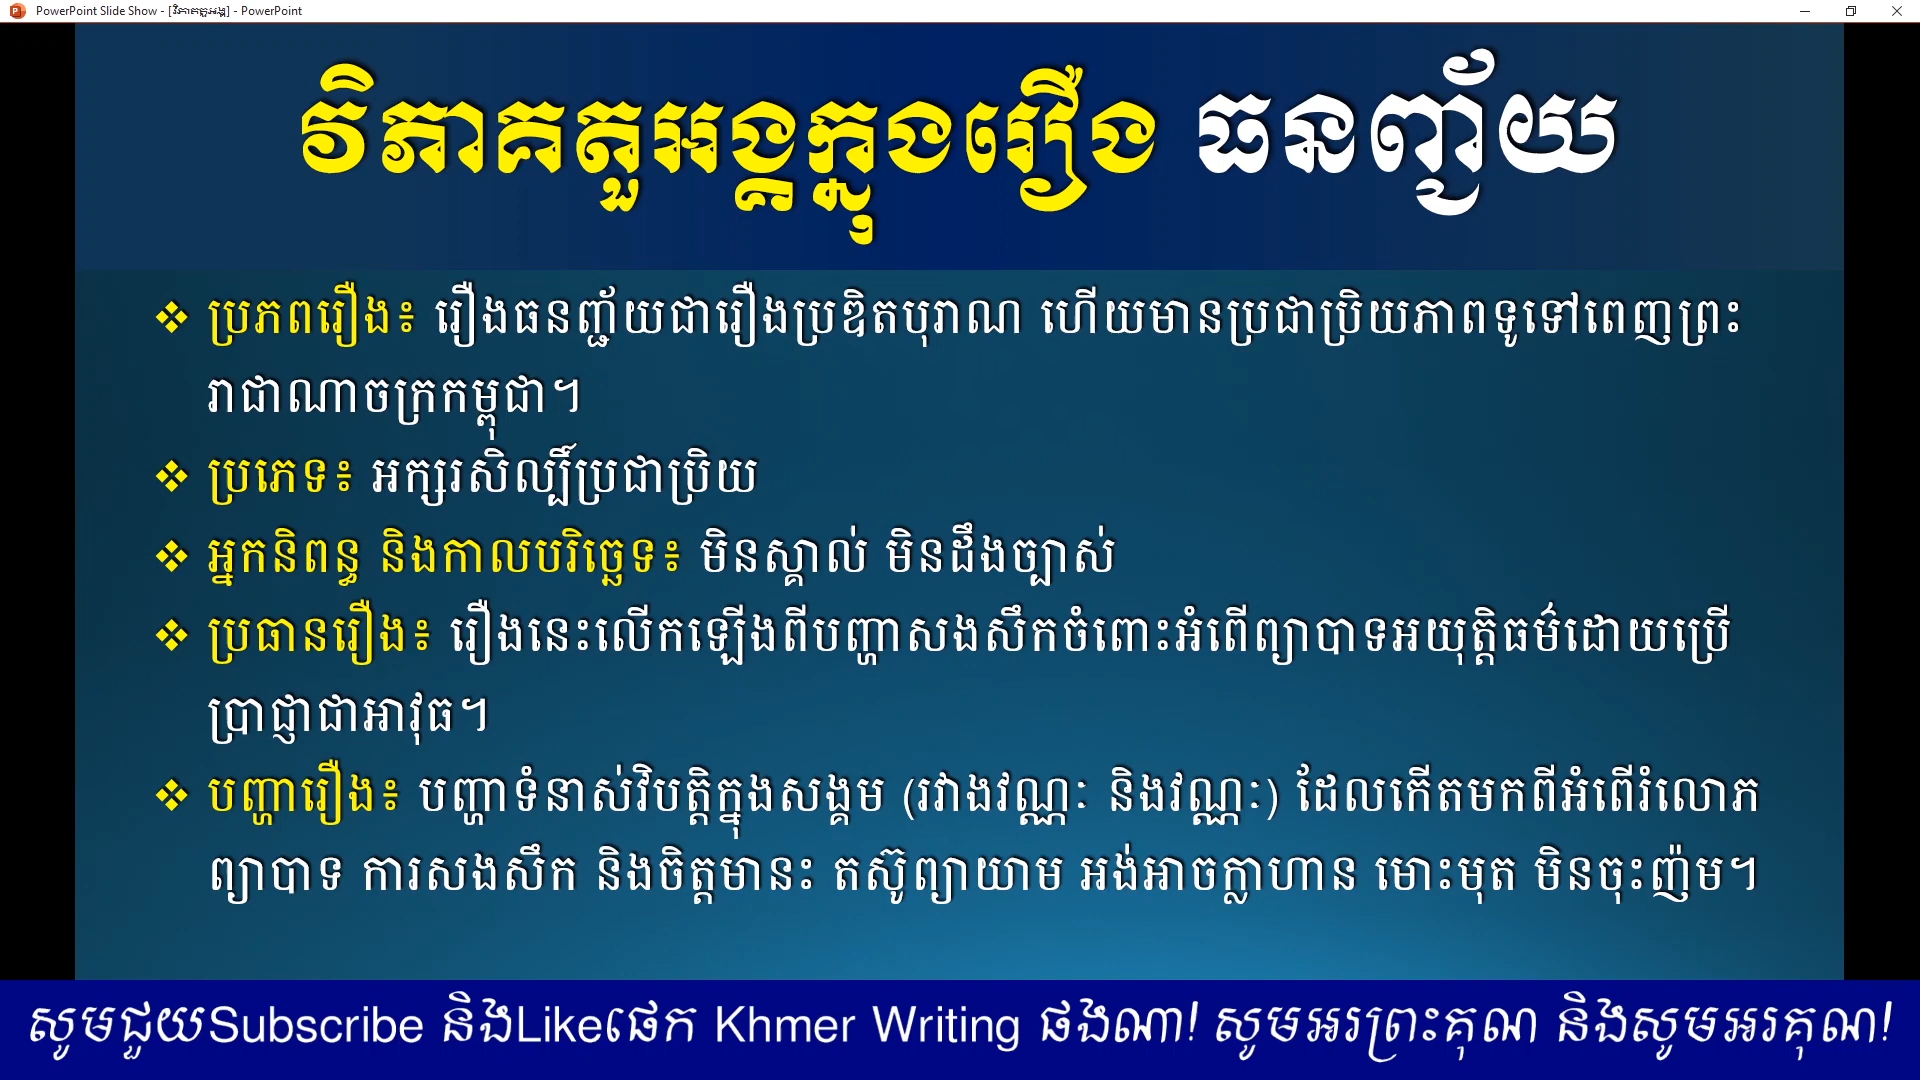 PowerPoint Slide Show - [វិភាគតួអង្គ] - PowerPoint
វិភាគតួអង្គក្នុងរឿង ធនញ្ជ័យ
❖ ប្រភពរឿង៖ រឿងធនញ្ជ័យជារឿងប្រឌិតបុរាណ ហើយមានប្រជាប្រិយភាពទូទៅពេញព្រះ
រាជាណាចក្រកម្ពុជា។
❖ ប្រភេទ៖ អក្សរសិល្ប៍ប្រជាប្រិយ
❖ អ្នកនិពន្ធ និងកាលបរិច្ឆេទ៖ មិនស្គាល់ មិនដឹងច្បាស់
❖ ប្រធានរឿង៖ រឿងនេះលើកឡើងពីបញ្ហាសងសឹកចំពោះអំពើព្យាបាទអយុត្តិធម៌ដោយប្រើ
ប្រាជ្ញាជាអាវុធ។
❖ បញ្ហារឿង៖ បញ្ហាទំនាស់វិបត្តិក្នុងសង្គម (រវាងវណ្ណៈ និងវណ្ណៈ) ដែលកើតមកពីអំពើរំលោភ
ព្យាបាទ ការសងសឹក និងចិត្តមានះ តស៊ូព្យាយាម អង់អាចក្លាហាន មោះមុត មិនចុះញ៉ម។
សូមជួយSubscribe និងLikeផេក Khmer Writing ផងណា! សូមអរព្រះគុណ និងសូមអរគុណ!